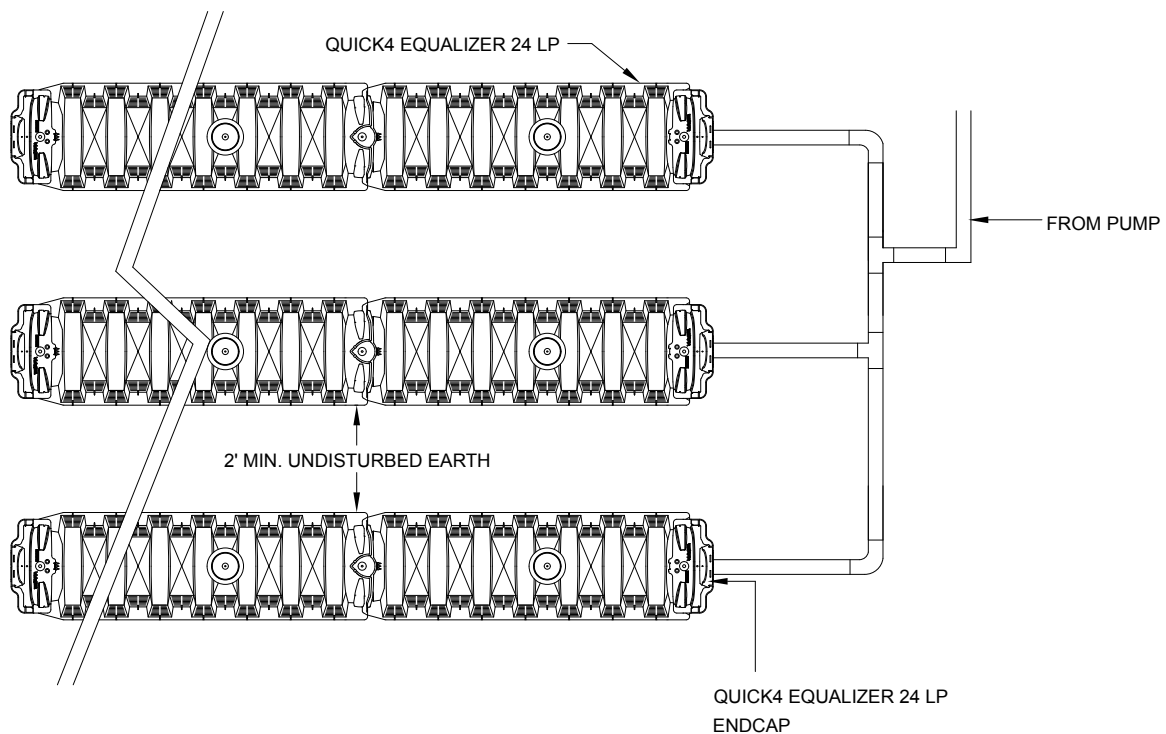 QUICK4 EQUALIZER 24 LP
FROM PUMP
2' MIN. UNDISTURBED EARTH
QUICK4 EQUALIZER 24 LP
ENDCAP